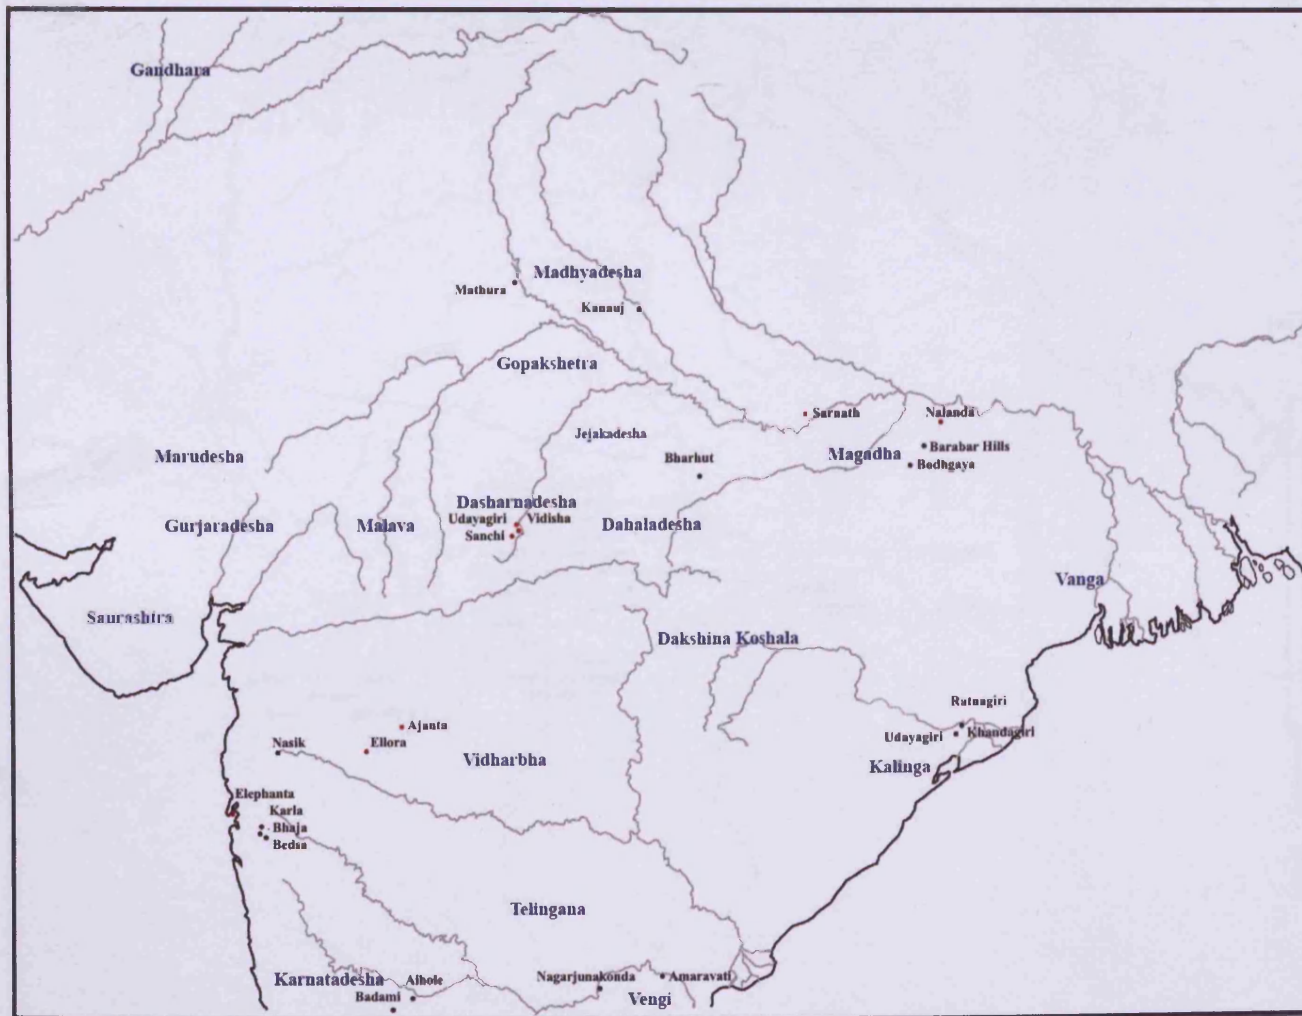 Gandhara
Madhyadesha
Mathura
Kanauj
Gopakshetra
Sarnath
Nalanda
Jejakadesha
Barabar Hills
Marudesha
Bharhut
Magadha
Bodhgaya
Dasharnadesha
Gurjaradesha
Malava
Udayagiri
Vidisha
Dahaladesha
Sanchi
Vanga
Saurashtra
Dakshina Koshala
Ratnagiri
Ajanta
Udayagiri
Khandagiri
Nasik
Ellora
Vidharbha
Kalinga
Elephanta
Karla
Bhaja
Bedsa
Telingana
Karnatadesha
Aihole
Nagarjunakonda
Amaravati
Badami
Vengi